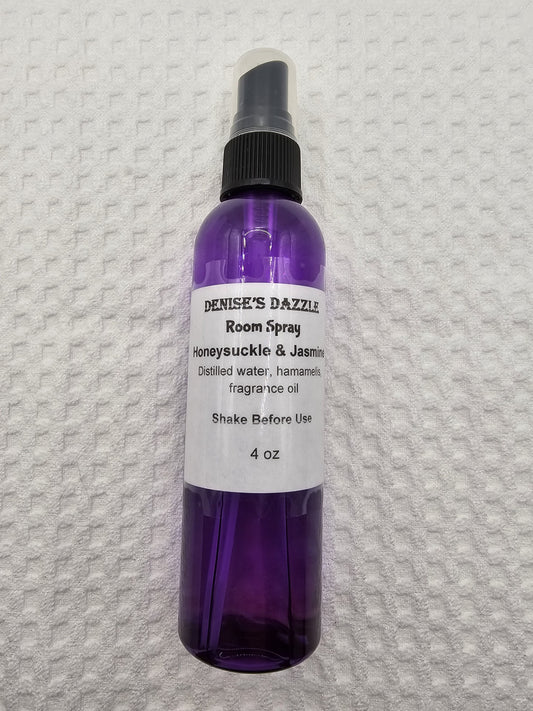 DENISE'S DAZZLE
Room Spray
Honeysuckle & Jasmine
Distilled water, hamamelis,
fragrance oil
Shake Before Use
4 oz